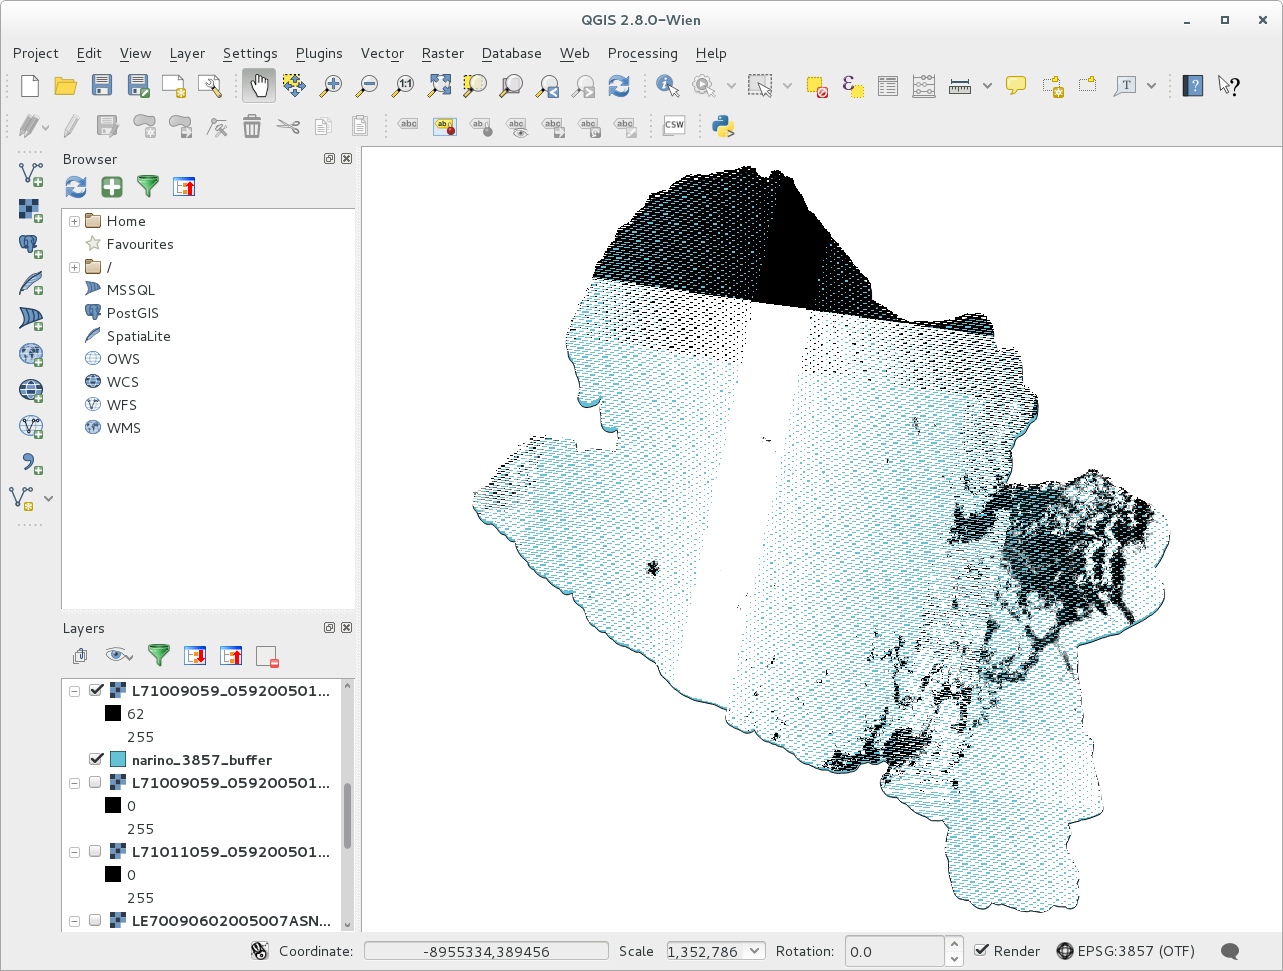 QGIS 2.8.0-Wien
Project Edit View Layer Settings Plugins Vector Raster Database Web Processing Help
1:1
T
?
?
abc ab abc abc abc abc abc CSW
Browser
Home
Favourites
/
MSSQL
PostGIS
SpatiaLite
OWS
WCS
WFS
WMS
Layers
L71009059_059200501...
62
255
narino_3857_buffer
L71009059_059200501...
0
255
L71011059_059200501...
0
255
LE70090602005007ASN...
Coordinate: -8955334,389456 Scale 1,352,786 Rotation: 0.0 Render EPSG:3857 (OTF)